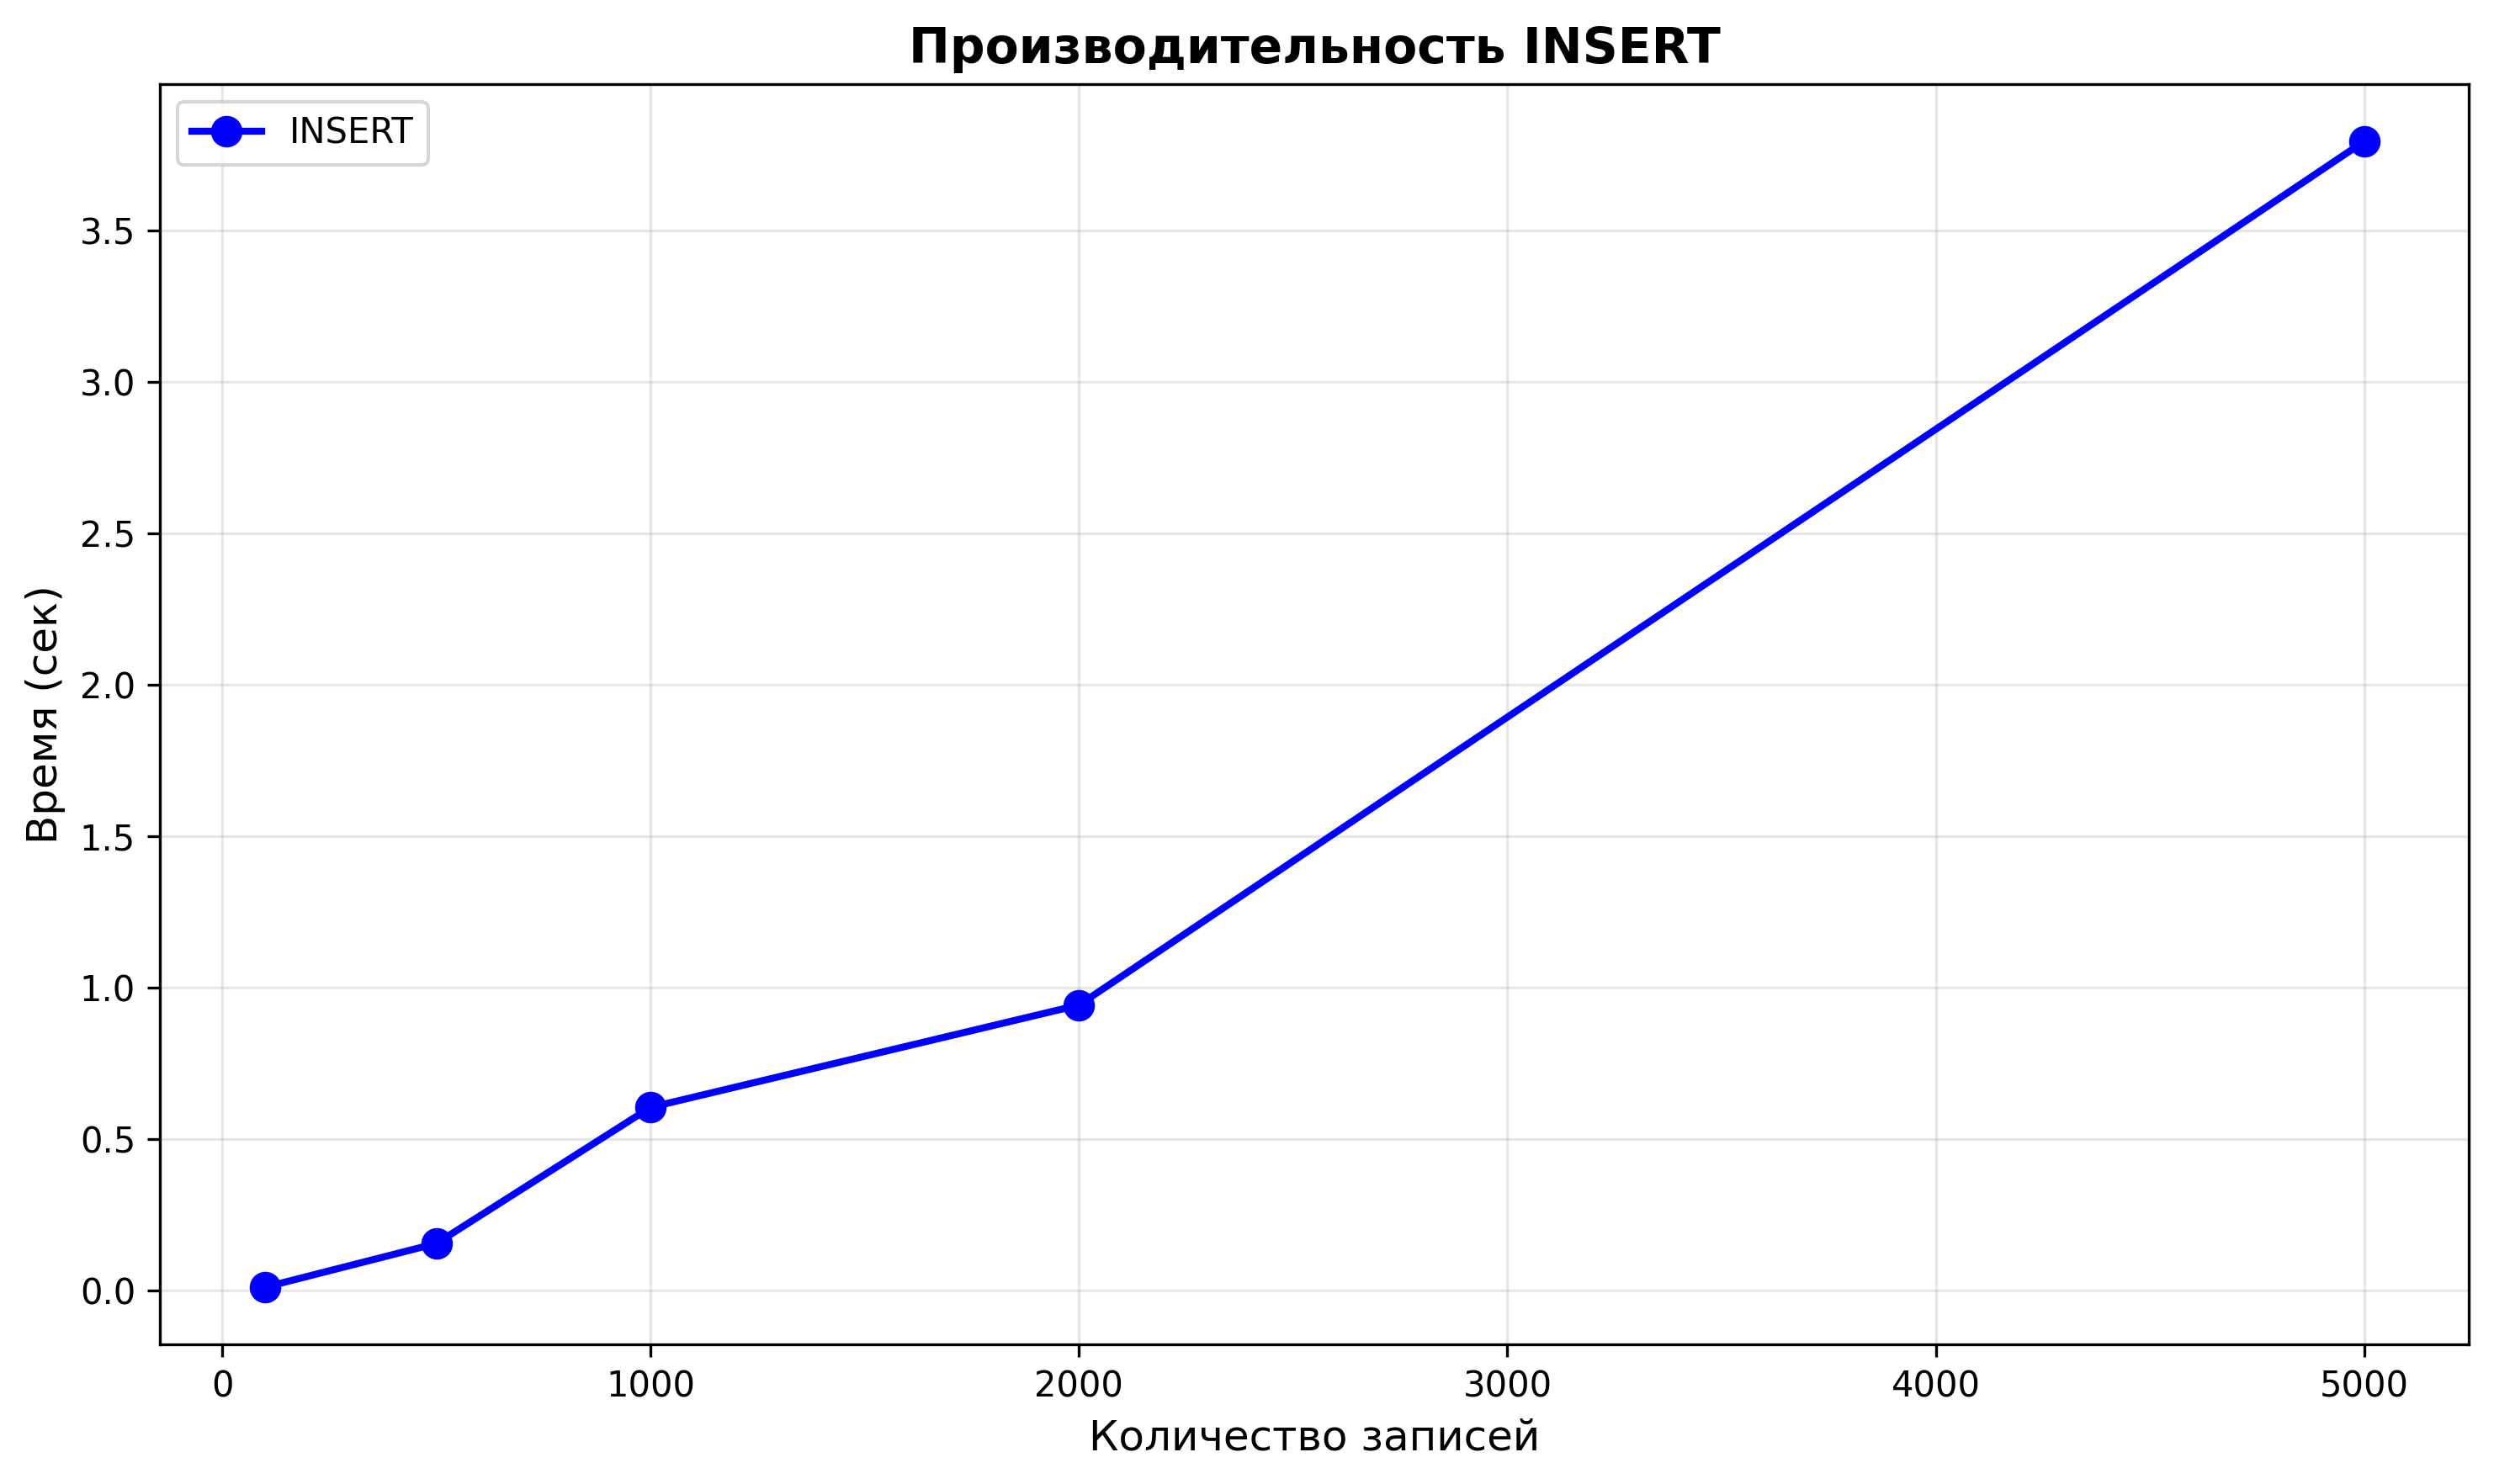 Производительность INSERT
INSERT
3.5
3.0
2.5
2.0
1.5
1.0
0.5
0.0
Время (сек)
0 1000 2000 3000 4000 5000
Количество записей